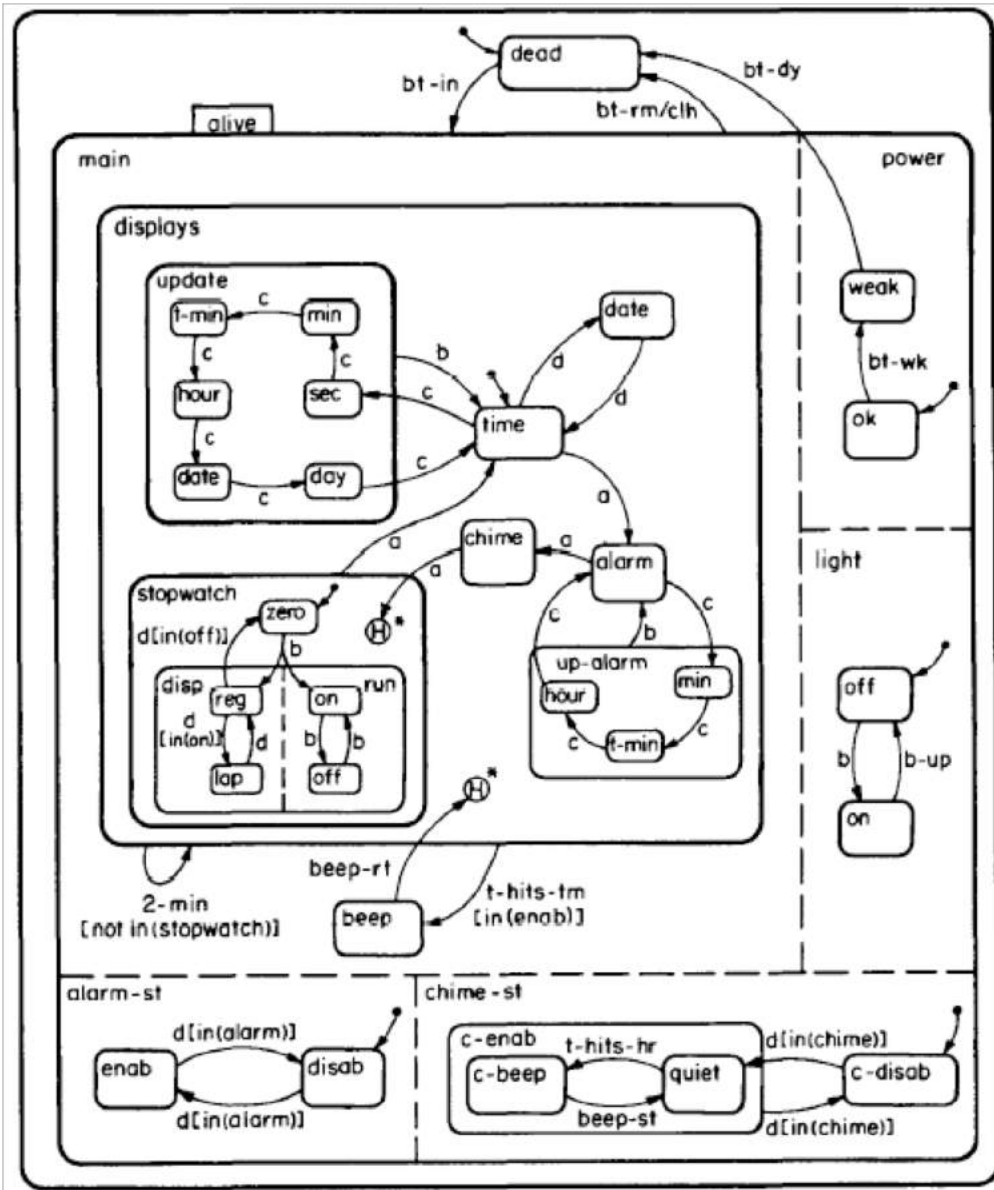 dead
bt-in
bt-dy
bt-rm/clh
alive
main
power
displays
update
t-min
c
min
date
weak
c
c
b
d
bt-wk
hour
sec
c
d
ok
time
c
date
c
day
c
a
a
chime
a
alarm
light
stopwatch
a
H*
c
c
zero
d[in(off)]
b
b
up-alarm
disp
reg
on
run
hour
min
off
d
[in(on)]
d
b
b
c
t-min
c
b
b-up
lap
off
H*
on
beep-rt
t-hits-tm
[in(enab)]
2-min
[not in(stopwatch)]
beep
alarm-st
chime-st
d[in(alarm)]
c-enab
t-hits-hr
d[in(chime)]
enab
disab
c-beep
quiet
c-disab
d[in(alarm)]
beep-st
d[in(chime)]